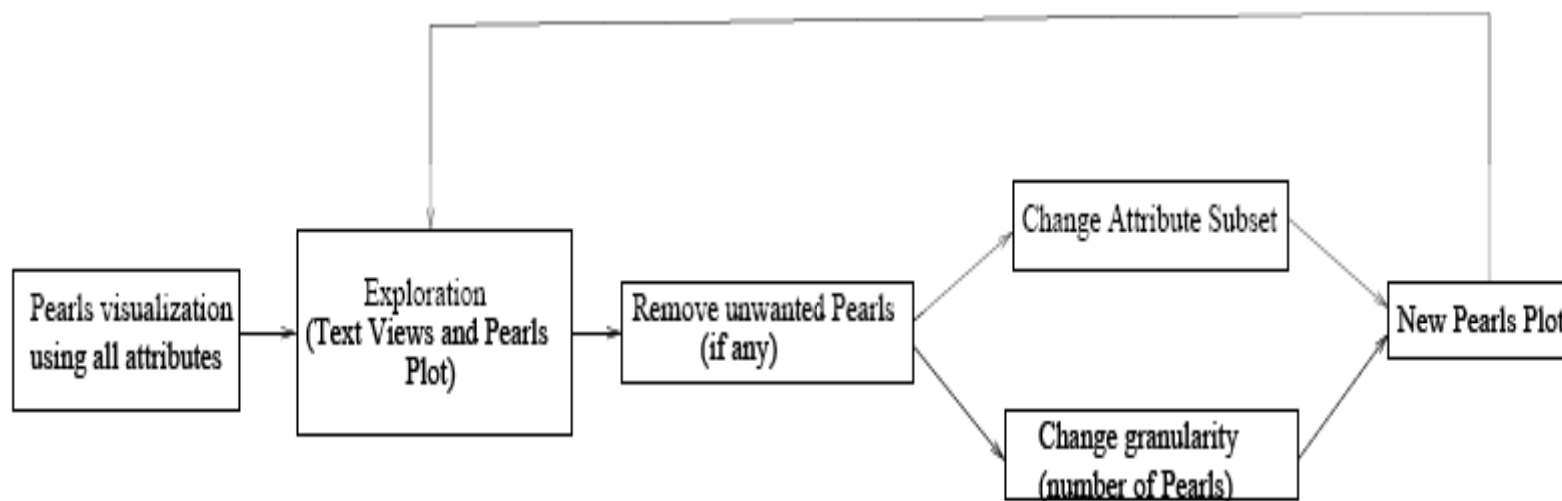 Pearls visualization
using all attributes
Exploration
(Text Views and Pearls
Plot)
Remove unwanted Pearls
(if any)
Change Attribute Subset
Change granularity
(number of Pearls)
New Pearls Plot